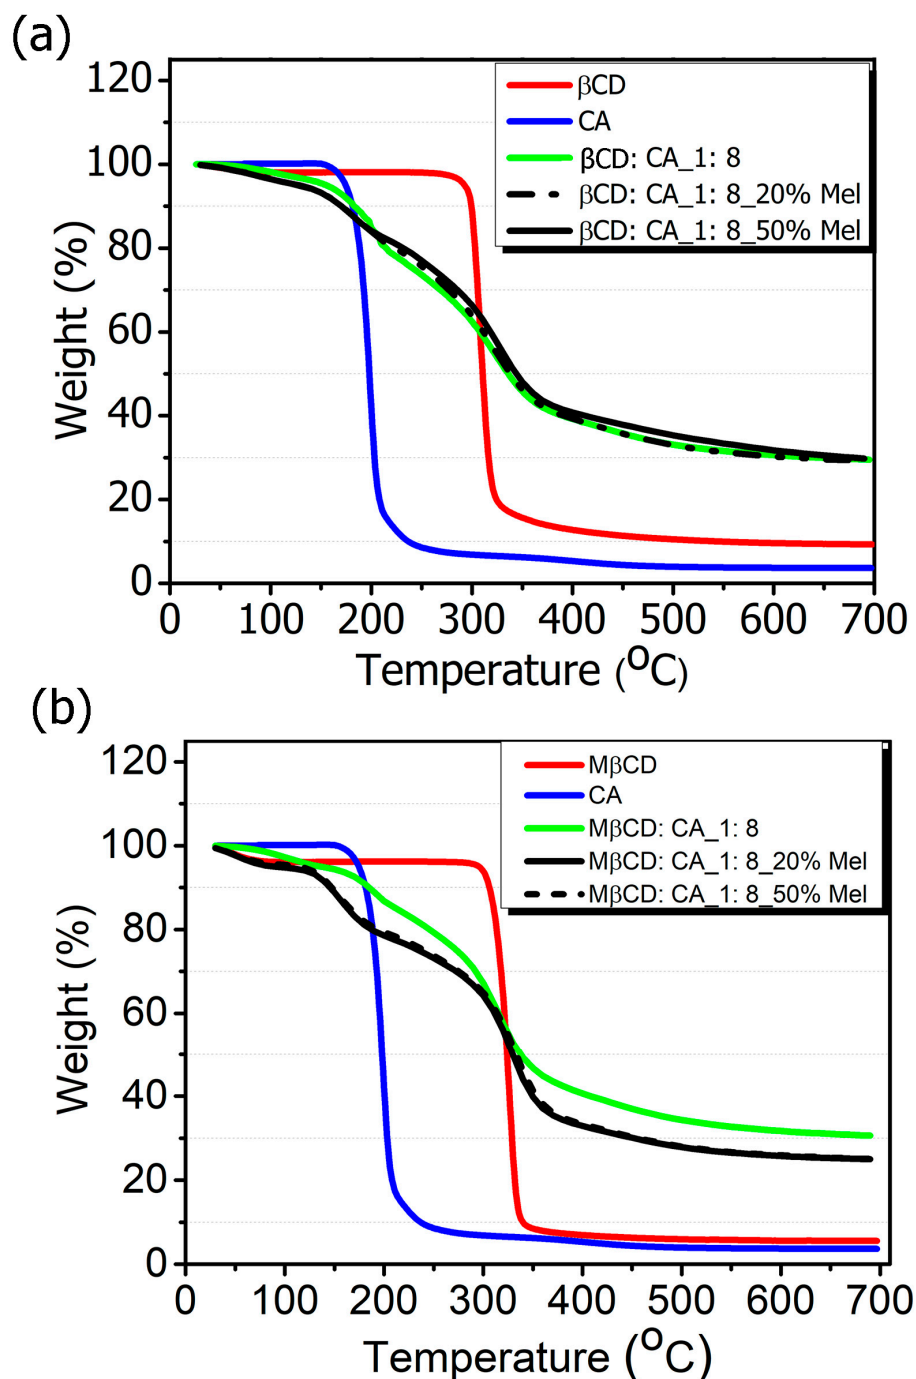 (a)
120
100
80
60
40
20
0
Weight (%)
βCD
CA
βCD: CA_1: 8
βCD: CA_1: 8_20% Mel
βCD: CA_1: 8_50% Mel
0 100 200 300 400 500 600 700
Temperature (°C)
(b)
120
100
80
60
40
20
0
Weight (%)
MβCD
CA
MβCD: CA_1: 8
MβCD: CA_1: 8_20% Mel
MβCD: CA_1: 8_50% Mel
0 100 200 300 400 500 600 700
Temperature (°C)